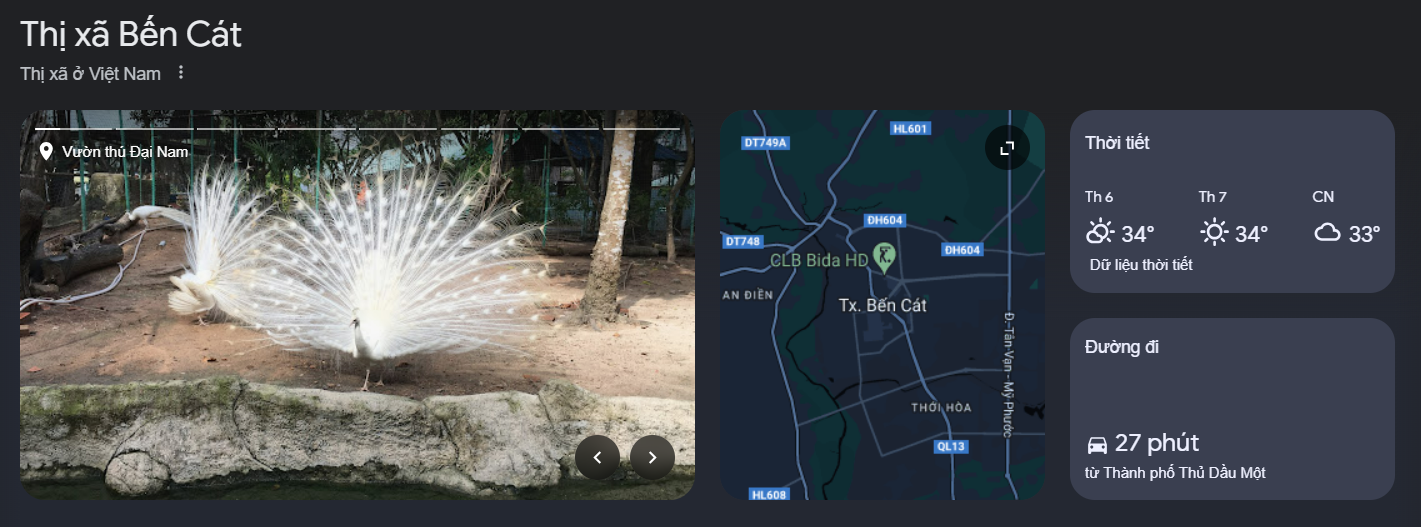 Thị xã Bến Cát
Thị xã ở Việt Nam
Vườn thú Đại Nam
HL601
DT749A
ĐH604
DT748
ĐH604
CLB Bida HD
AN ĐIỀN
Tx. Bến Cát
Đ. Tân Vạn - Mỹ Phước
THỚI HÒA
QL13
HL608
Thời tiết
Th 6
Th 7
CN
34°
34°
33°
Dữ liệu thời tiết
Đường đi
27 phút
từ Thành phố Thủ Dầu Một